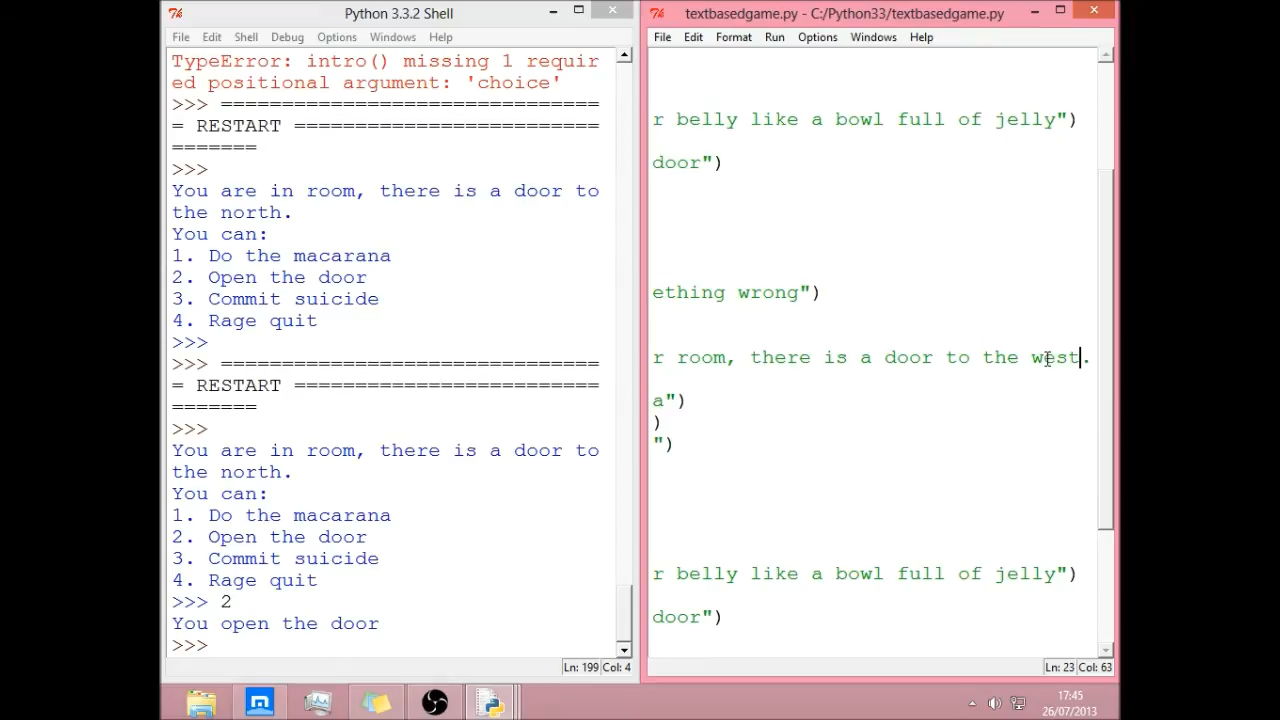 Python 3.3.2 Shell
File Edit Shell Debug Options Windows Help
TypeError: intro() missing 1 requir
ed positional argument: 'choice'
>>> ===============================
= RESTART =========================
=======
>>>
You are in room, there is a door to
the north.
You can:
1. Do the macarana
2. Open the door
3. Commit suicide
4. Rage quit
>>>
>>> ===============================
= RESTART =========================
=======
>>>
You are in room, there is a door to
the north.
You can:
1. Do the macarana
2. Open the door
3. Commit suicide
4. Rage quit
>>> 2
You open the door
>>>
Ln: 199 Col: 4
textbasedgame.py - C:/Python33/textbasedgame.py
File Edit Format Run Options Windows Help
r belly like a bowl full of jelly")
door")
ething wrong")
r room, there is a door to the west.
a")
)
")
r belly like a bowl full of jelly")
door")
Ln: 23 Col: 63
17:45
26/07/2013